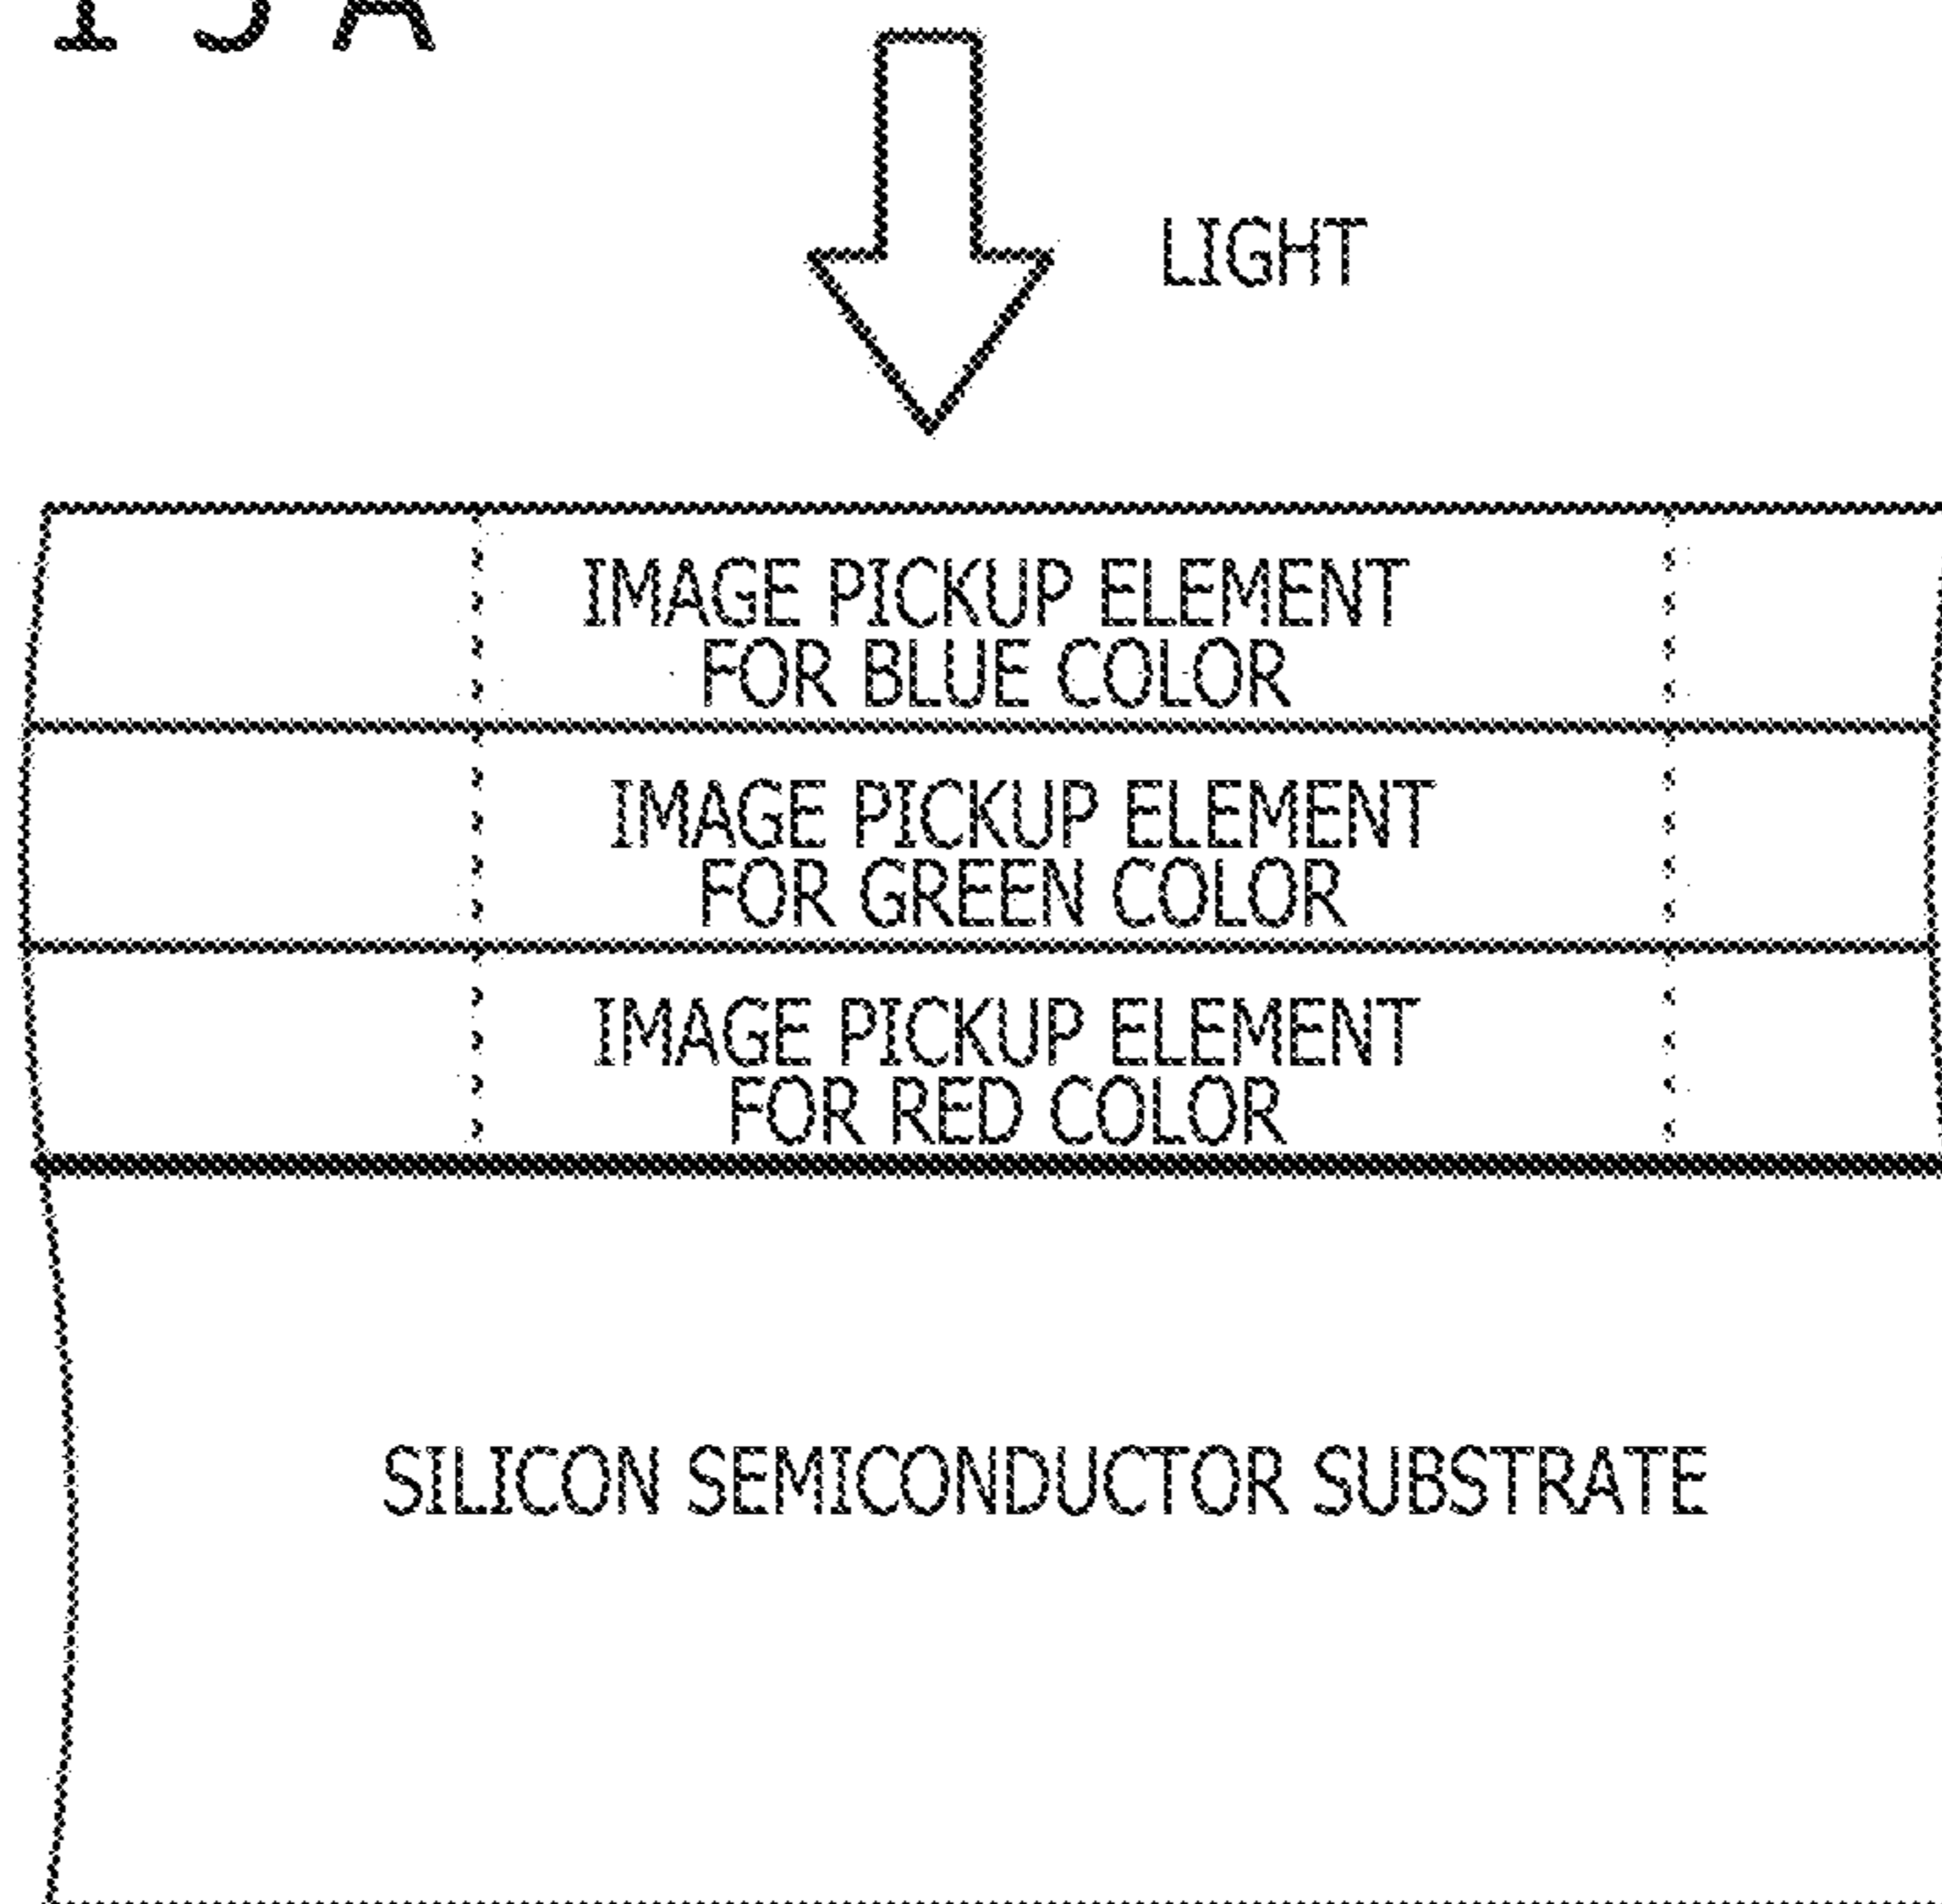 LIGHT
IMAGE PICKUP ELEMENT
FOR BLUE COLOR
IMAGE PICKUP ELEMENT
FOR GREEN COLOR
IMAGE PICKUP ELEMENT
FOR RED COLOR
SILICON SEMICONDUCTOR SUBSTRATE